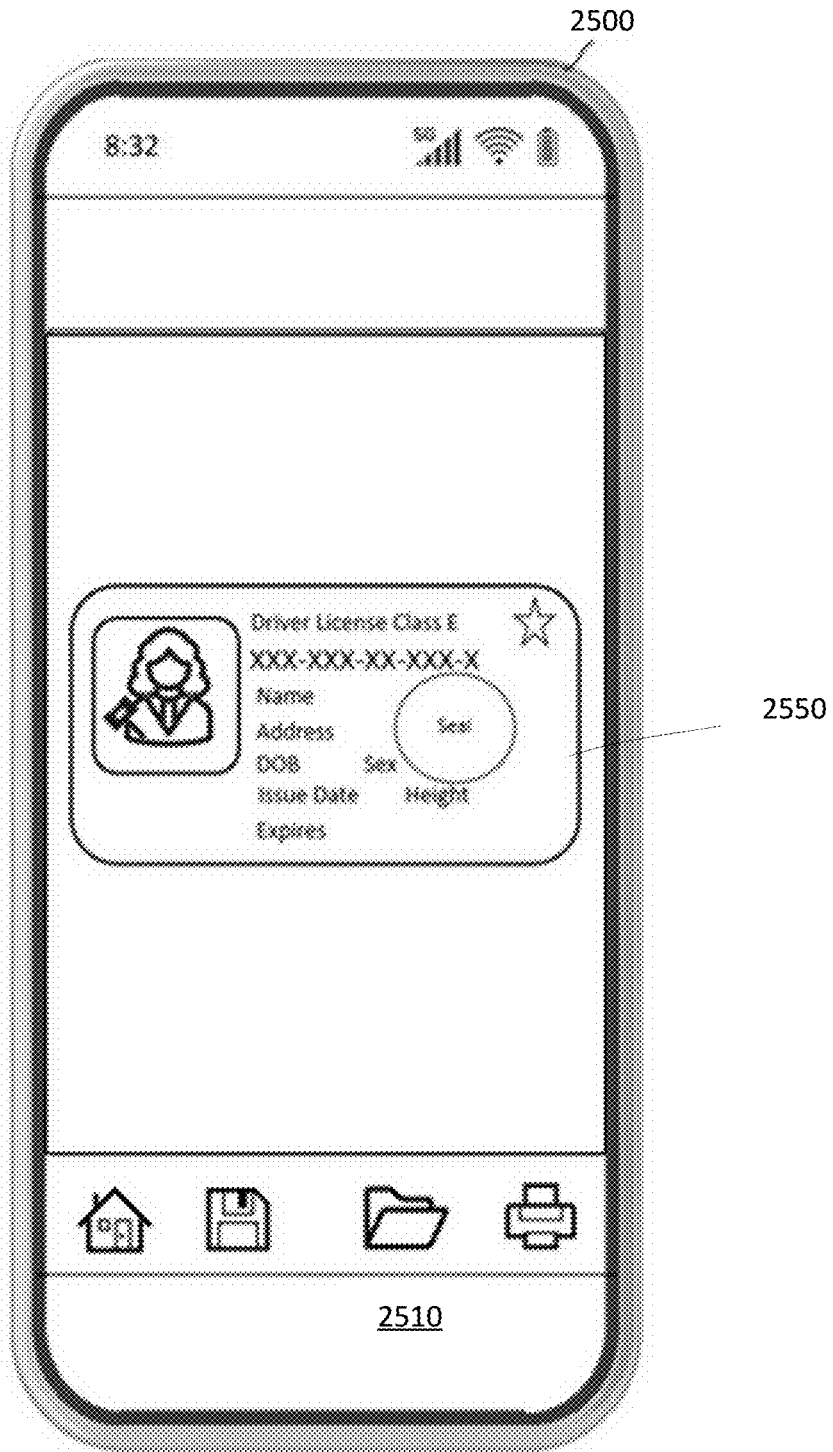 2500
8:32
5G
Driver License Class E
XXX-XXX-XX-XXX-X
Name
Address
Seal
2550
DOB Sex
Issue Date Height
Expires
2510